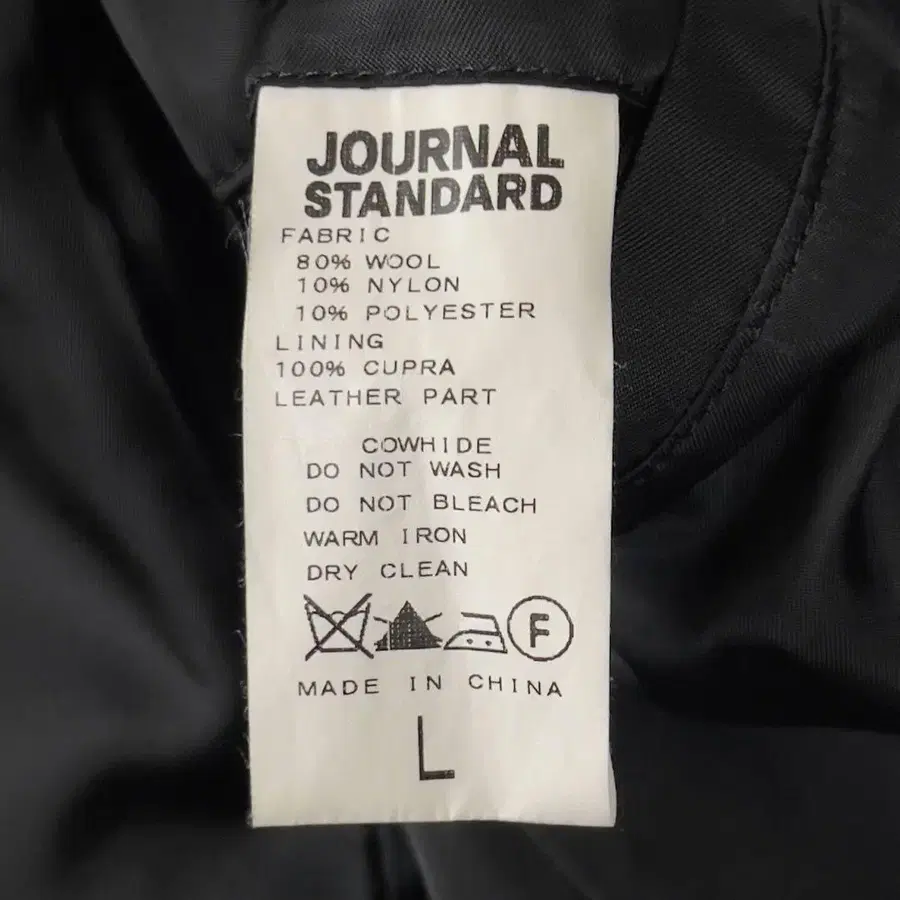 JOURNAL
STANDARD
FABRIC
80% WOOL
10% NYLON
10% POLYESTER
LINING
100% CUPRA
LEATHER PART
COWHIDE
DO NOT WASH
DO NOT BLEACH
WARM IRON
DRY CLEAN
F
MADE IN CHINA
L